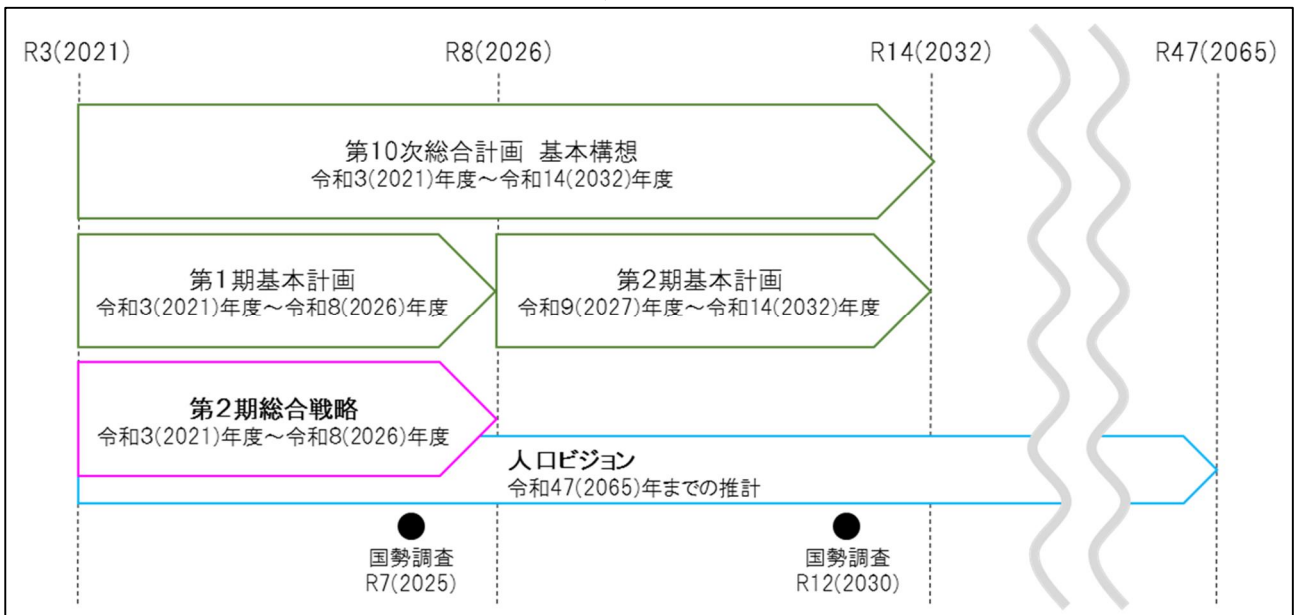 R3(2021)
R8(2026)
R14(2032)
R47(2065)
第10次総合計画 基本構想
令和3(2021)年度～令和14(2032)年度
第1期基本計画
令和3(2021)年度～令和8(2026)年度
第2期基本計画
令和9(2027)年度～令和14(2032)年度
第2期総合戦略
令和3(2021)年度～令和8(2026)年度
人口ビジョン
令和47(2065)年までの推計
国勢調査
R7(2025)
国勢調査
R12(2030)